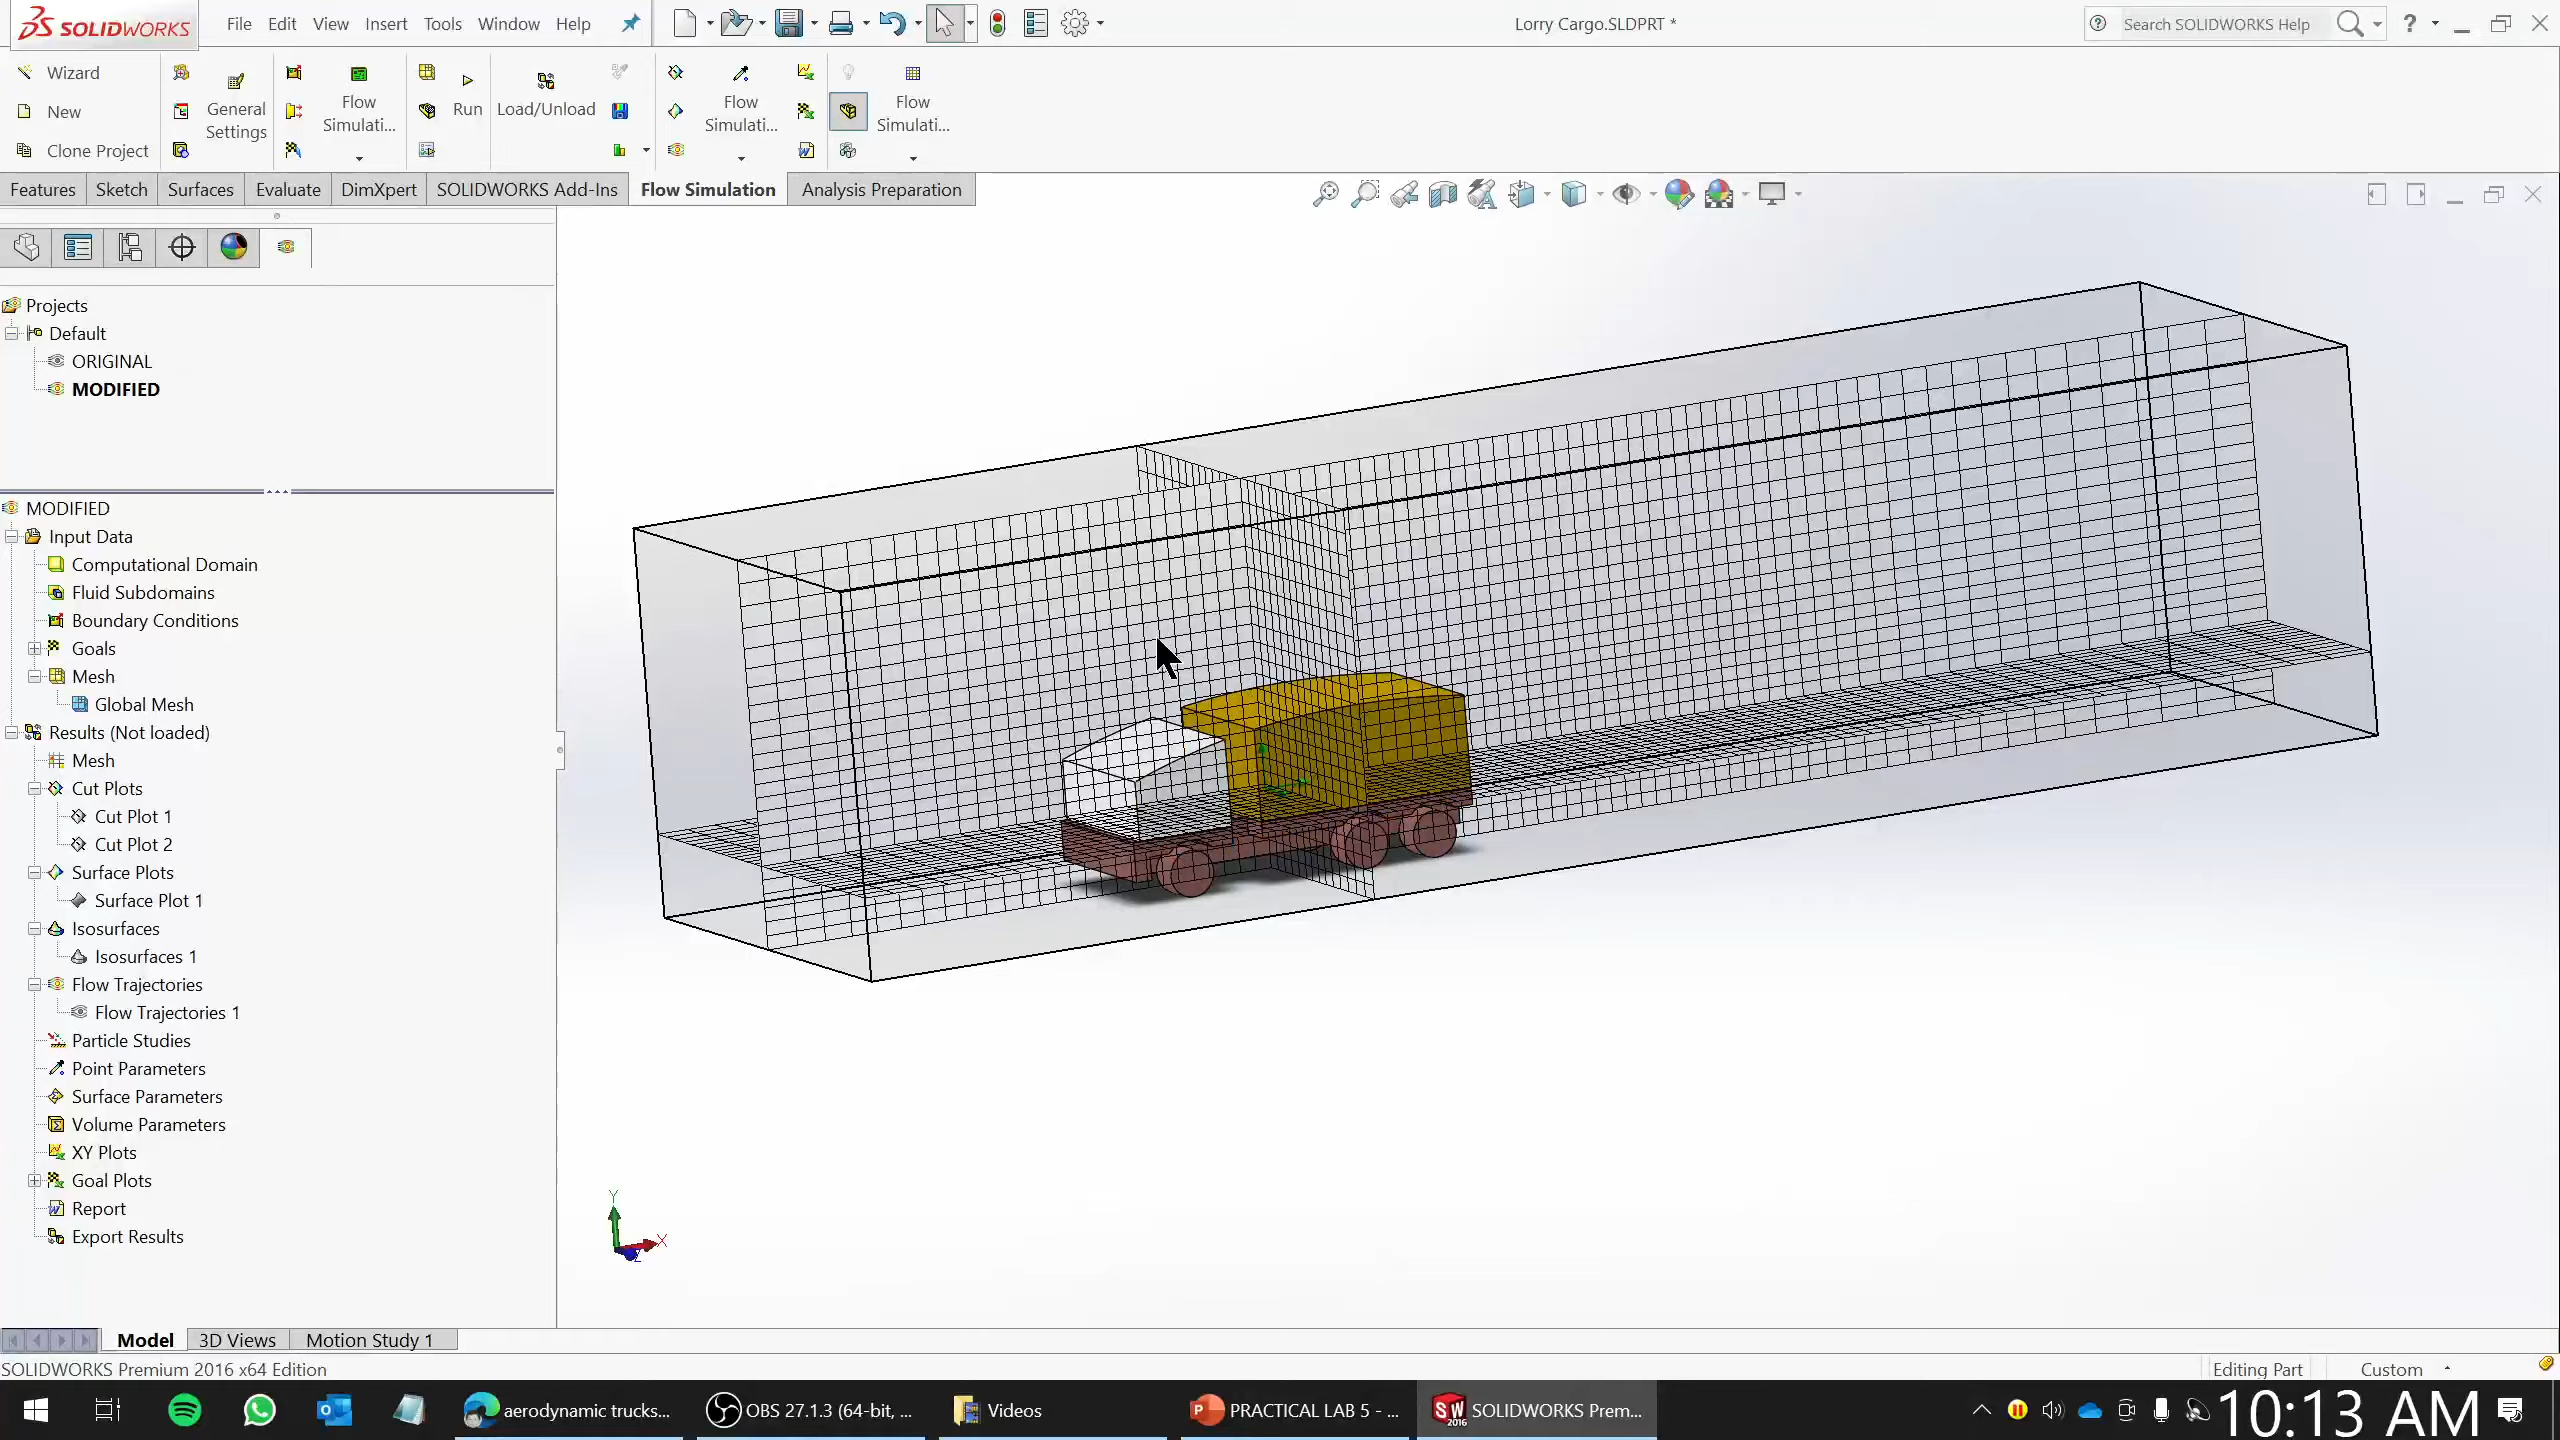 SOLIDWORKS File Edit View Insert Tools Window Help Lorry Cargo.SLDPRT * Search SOLIDWORKS Help ?
Wizard
New
Clone Project
General
Settings
Flow
Simulati...
Run
Load/Unload
Flow
Simulati...
Flow
Simulati...
Features Sketch Surfaces Evaluate DimXpert SOLIDWORKS Add-Ins Flow Simulation Analysis Preparation
Projects
Default
ORIGINAL
MODIFIED
MODIFIED
Input Data
Computational Domain
Fluid Subdomains
Boundary Conditions
Goals
Mesh
Global Mesh
Results (Not loaded)
Mesh
Cut Plots
Cut Plot 1
Cut Plot 2
Surface Plots
Surface Plot 1
Isosurfaces
Isosurfaces 1
Flow Trajectories
Flow Trajectories 1
Particle Studies
Point Parameters
Surface Parameters
Volume Parameters
XY Plots
Goal Plots
Report
Export Results
Y
X
Z
Model 3D Views Motion Study 1
SOLIDWORKS Premium 2016 x64 Edition Editing Part Custom
aerodynamic trucks... OBS 27.1.3 (64-bit, ... Videos PRACTICAL LAB 5 - ... SOLIDWORKS Prem... 10:13 AM